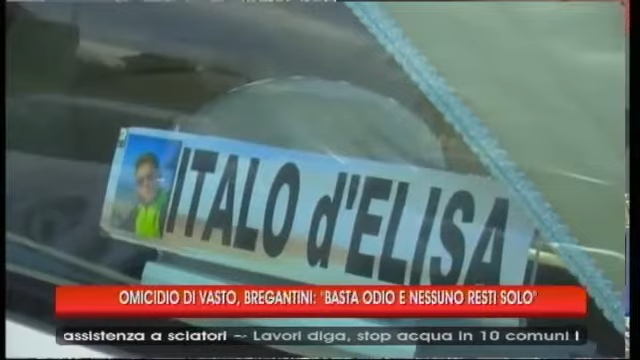 ITALO d'ELISA
OMICIDIO DI VASTO, BREGANTINI: "BASTA ODIO E NESSUNO RESTI SOLO"
assistenza a sciatori -- Lavori diga, stop acqua in 10 comuni